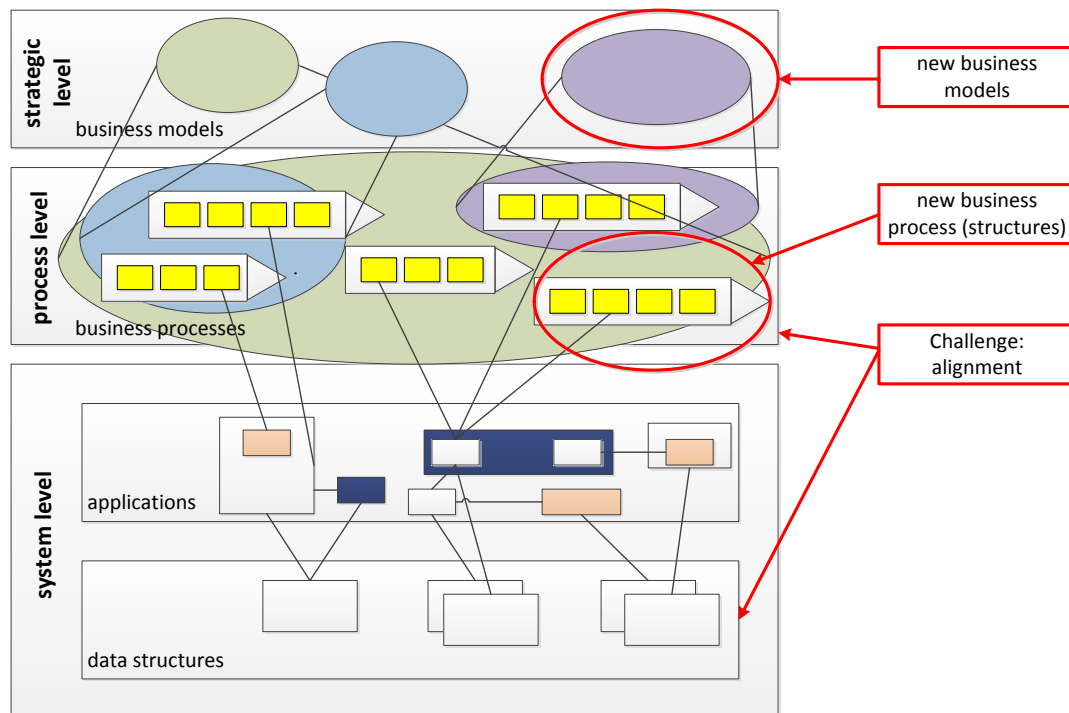 strategic
level
business models
new business
models
process level
business processes
new business
process (structures)
Challenge:
alignment
system level
applications
data structures